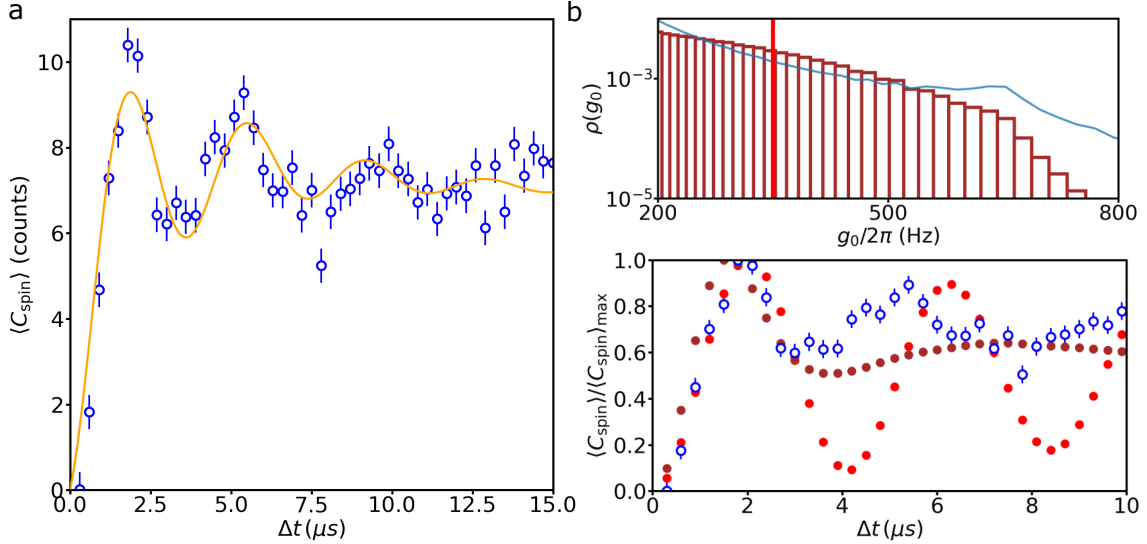 a
10
8
6
4
2
0
⟨C_spin⟩ (counts)
0.0 2.5 5.0 7.5 10.0 12.5 15.0
Δt (μs)
b
10⁻³
10⁻⁵
ρ(g₀)
200 500 800
g₀/2π (Hz)
1.0
0.8
0.6
0.4
0.2
0.0
⟨C_spin⟩/⟨C_spin⟩_max
0 2 4 6 8 10
Δt (μs)